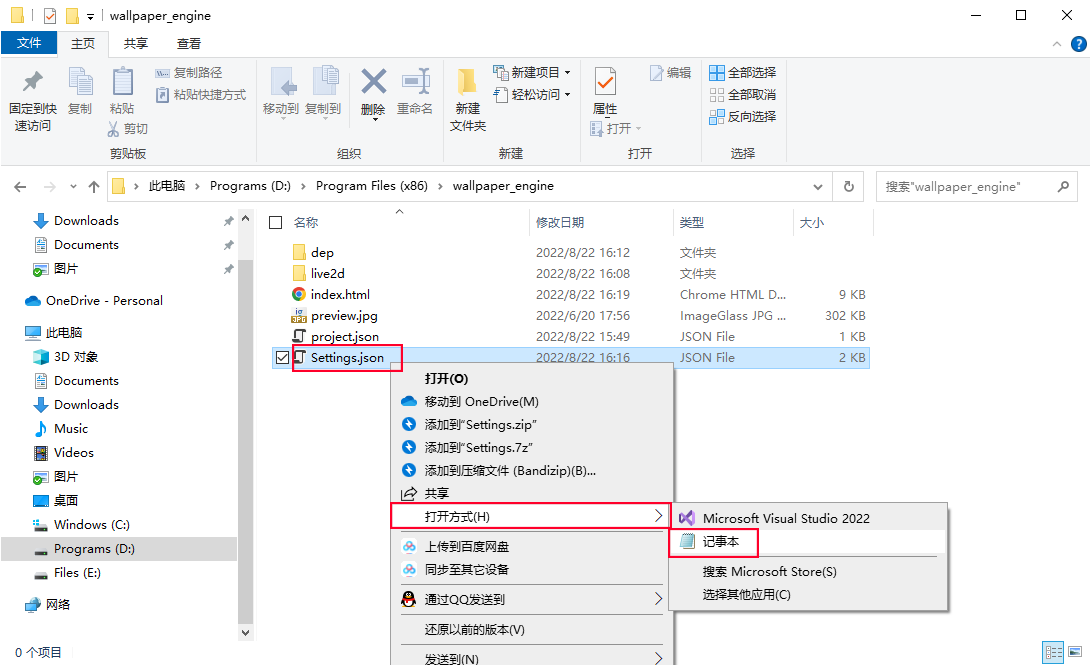 wallpaper_engine
文件 主页 共享 查看
固定到快速访问
复制
粘贴
复制路径
粘贴快捷方式
剪切
剪贴板
移动到
复制到
删除
重命名
组织
新建文件夹
新建项目
轻松访问
新建
属性
打开
编辑
打开
全部选择
全部取消
反向选择
选择
此电脑 > Programs (D:) > Program Files (x86) > wallpaper_engine
搜索"wallpaper_engine"
Downloads
Documents
图片
OneDrive - Personal
此电脑
3D 对象
Documents
Downloads
Music
Videos
图片
桌面
Windows (C:)
Programs (D:)
Files (E:)
网络
名称 修改日期 类型 大小
dep 2022/8/22 16:12 文件夹
live2d 2022/8/22 16:08 文件夹
index.html 2022/8/22 16:19 Chrome HTML D... 9 KB
preview.jpg 2022/6/20 17:56 ImageGlass JPG ... 302 KB
project.json 2022/8/22 15:49 JSON File 1 KB
Settings.json 2022/8/22 16:16 JSON File 2 KB
打开(O)
移动到 OneDrive(M)
添加到"Settings.zip"
添加到"Settings.7z"
添加到压缩文件 (Bandizip)(B)...
共享
打开方式(H)
上传到百度网盘
同步至其它设备
通过QQ发送到
还原以前的版本(V)
发送到(N)
Microsoft Visual Studio 2022
记事本
搜索 Microsoft Store(S)
选择其他应用(C)
0 个项目